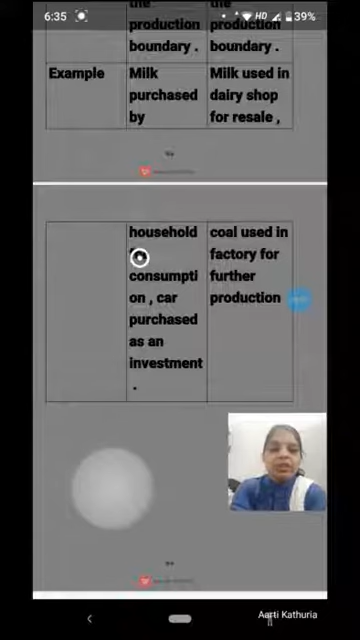 6:35
HD
39%
the
the
production
production
boundary .
boundary .
Example
Milk
Milk used in
purchased
dairy shop
by
for resale ,
household
coal used in
factory for
consumpti
further
on , car
production
purchased
as an
investment
.
Aarti Kathuria